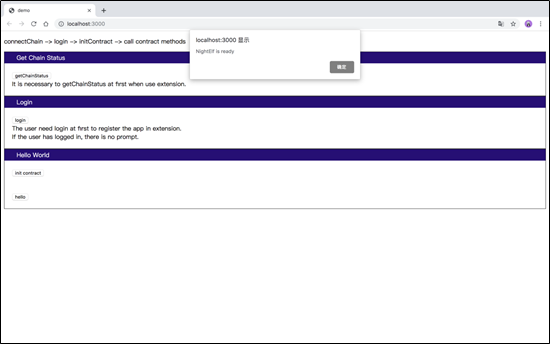 demo
localhost:3000
localhost:3000 显示
NightElf is ready
确定
connectChain -> login -> initContract -> call contract methods
Get Chain Status
getChainStatus
It is necessary to getChainStatus at first when use extension.
Login
login
The user need login at first to register the app in extension.
If the user has logged in, there is no prompt.
Hello World
init contract
hello